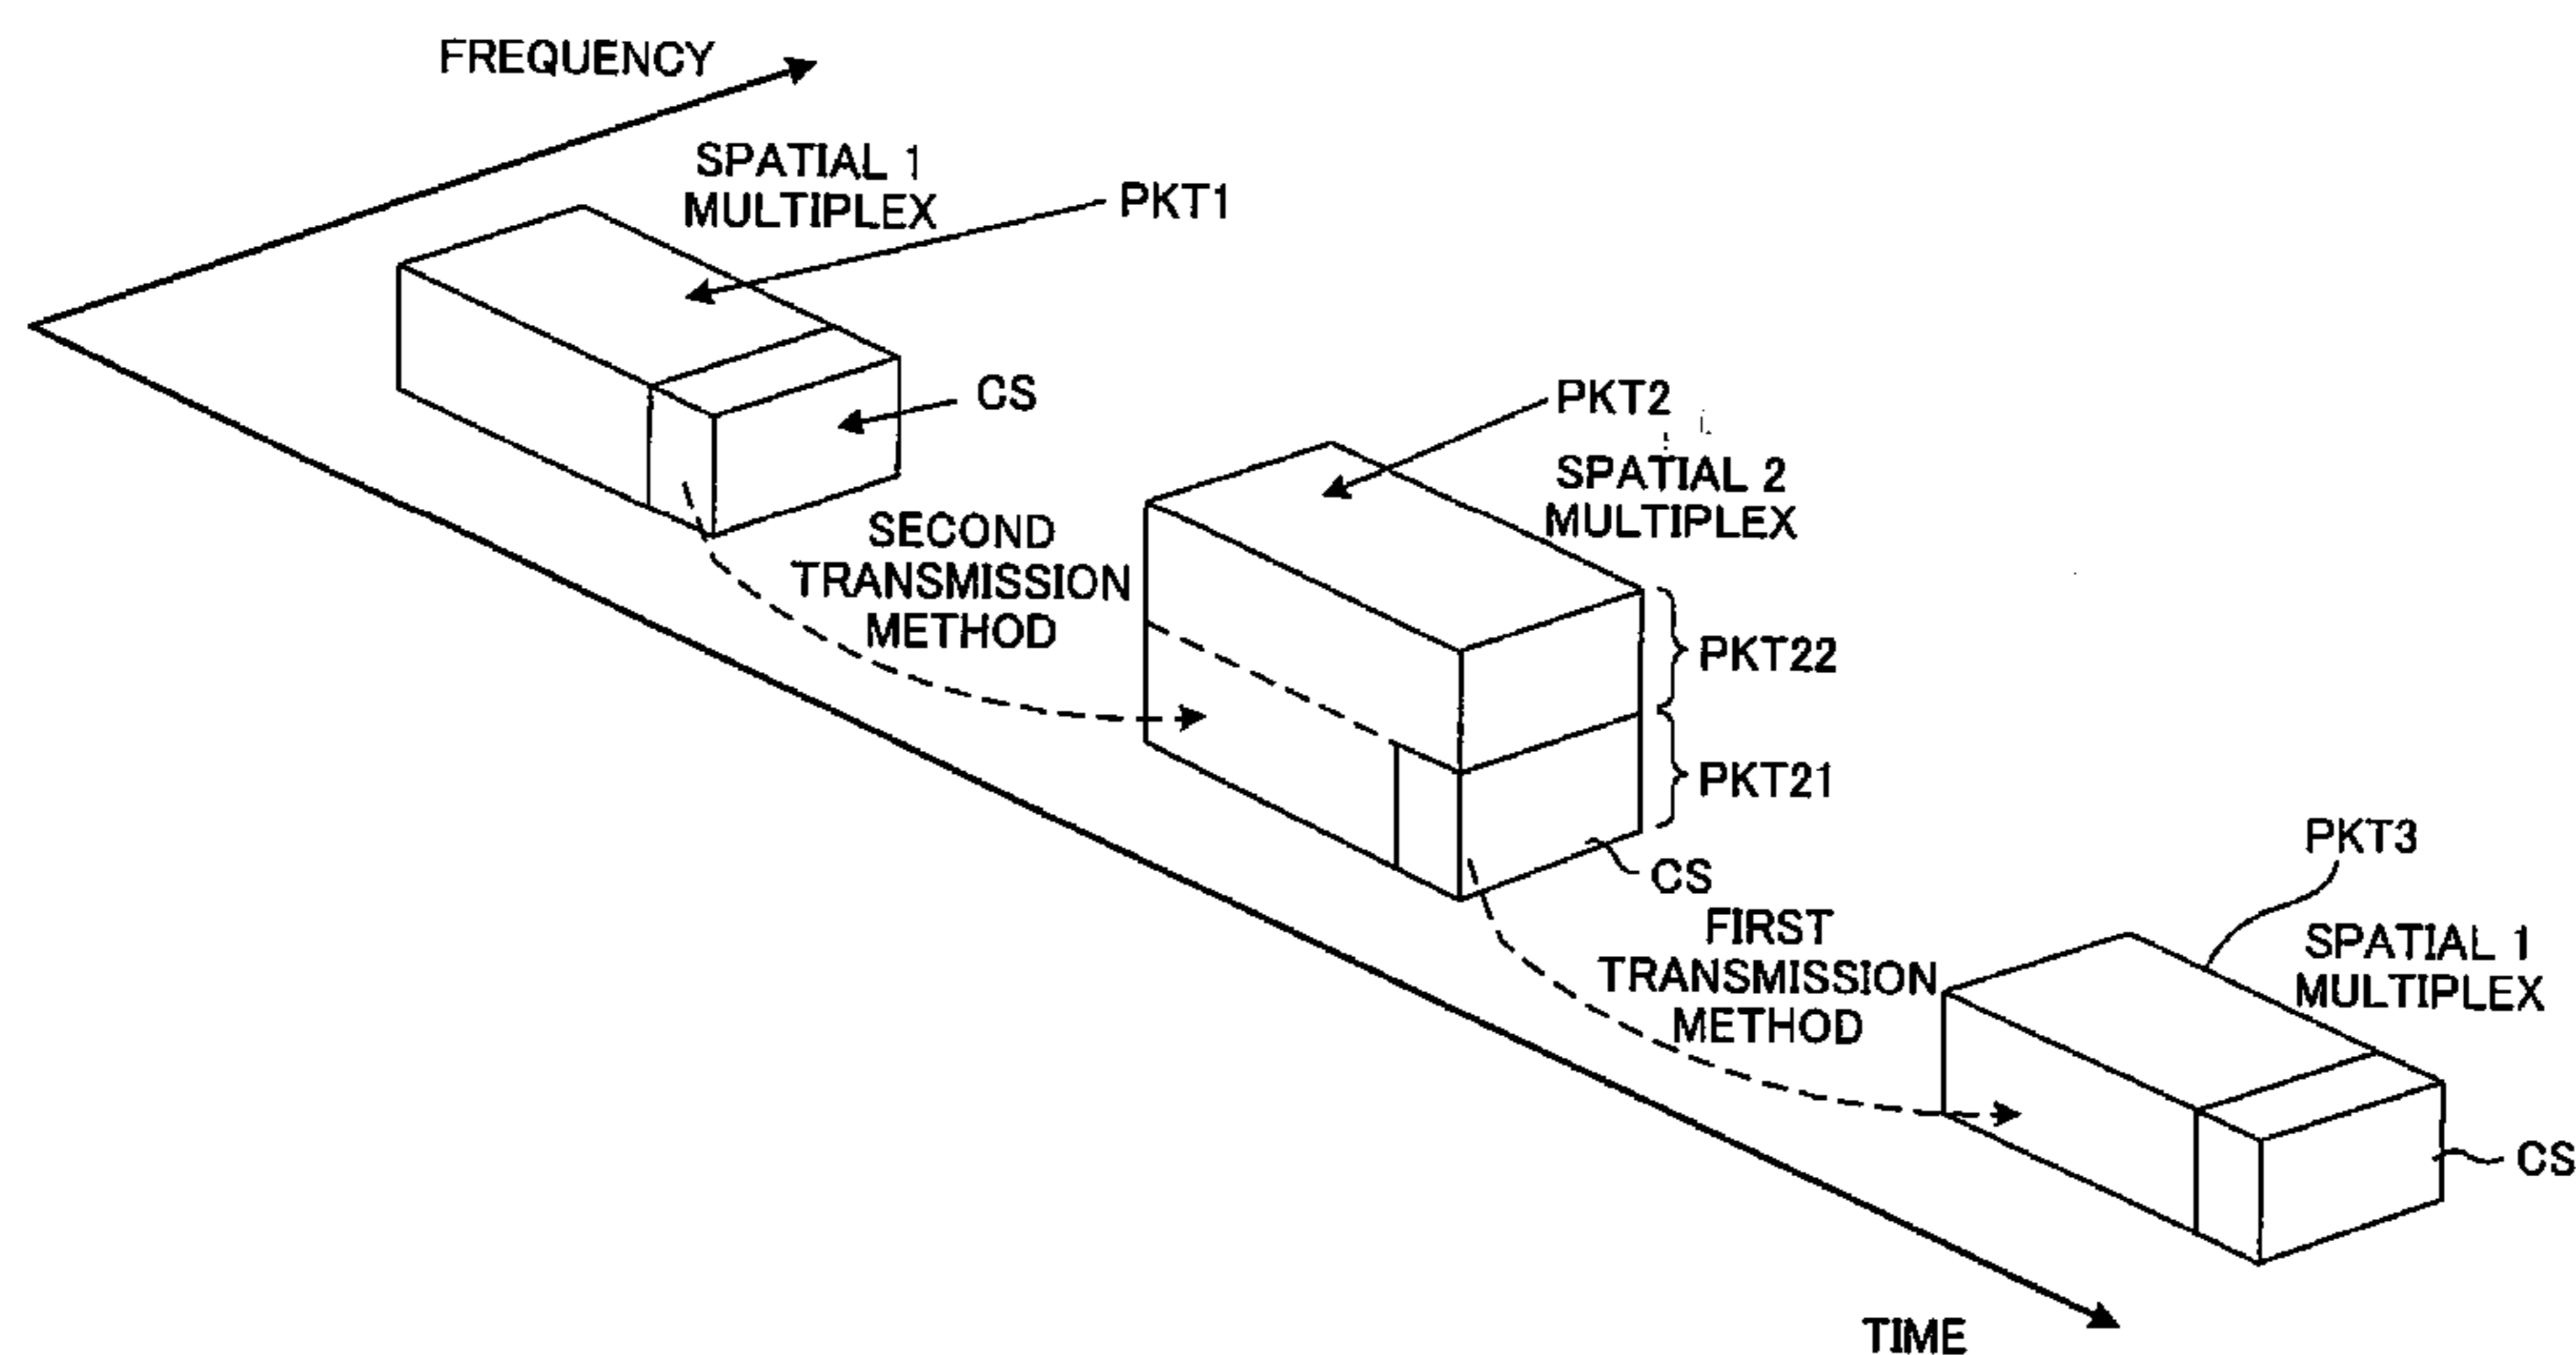 FREQUENCY
SPATIAL 1
MULTIPLEX
PKT1
CS
PKT2
SPATIAL 2
MULTIPLEX
SECOND
TRANSMISSION
METHOD
PKT22
PKT21
CS
PKT3
FIRST
TRANSMISSION
METHOD
SPATIAL 1
MULTIPLEX
CS
TIME